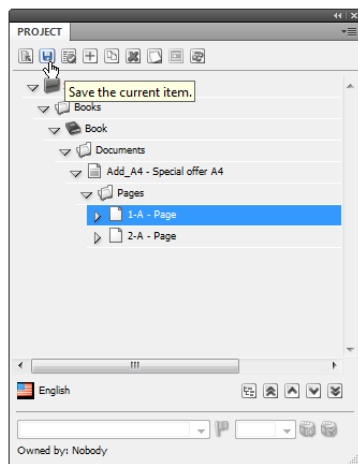 PROJECT
Save the current item.
Books
Book
Documents
Add_A4 - Special offer A4
Pages
1-A - Page
2-A - Page
English
Owned by: Nobody